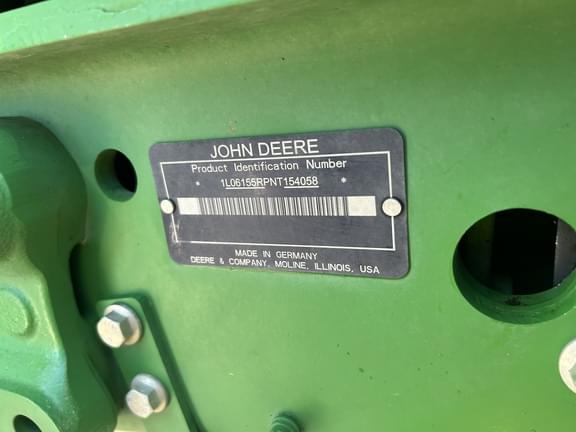 JOHN DEERE
Product Identification Number
* 1L06155RPNT154058 *
MADE IN GERMANY
DEERE & COMPANY, MOLINE, ILLINOIS, USA